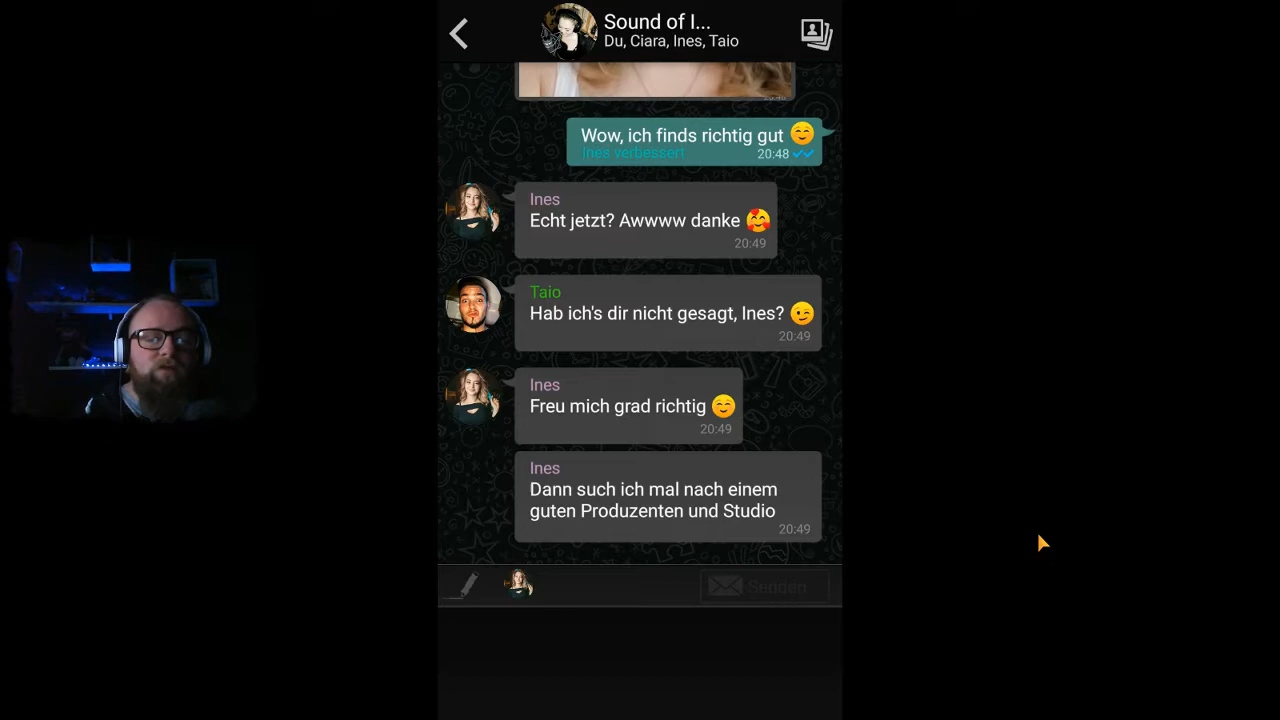 Sound of I...
Du, Ciara, Ines, Taio
20:48
Wow, ich finds richtig gut 😊
Ines verbessert
20:48
Ines
Echt jetzt? Awwww danke 🥰
20:49
Taio
Hab ich's dir nicht gesagt, Ines? 😉
20:49
Ines
Freu mich grad richtig 😊
20:49
Ines
Dann such ich mal nach einem
guten Produzenten und Studio
20:49
Senden